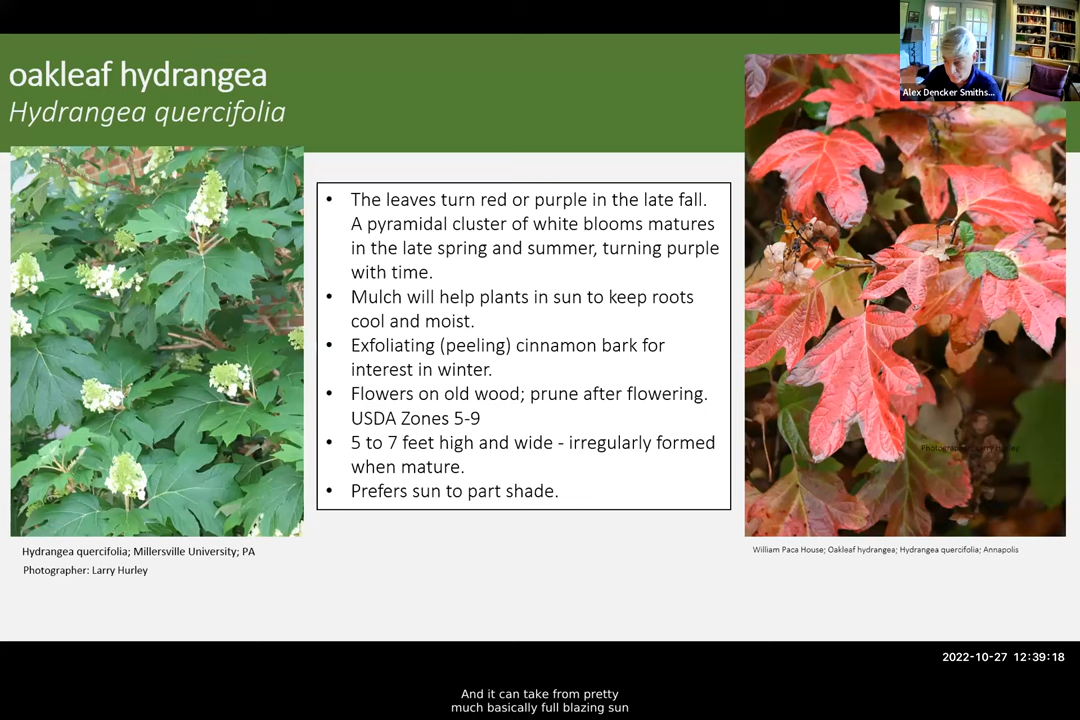 oakleaf hydrangea
Hydrangea quercifolia
Alex Dencker Smiths...
• The leaves turn red or purple in the late fall.
A pyramidal cluster of white blooms matures
in the late spring and summer, turning purple
with time.
• Mulch will help plants in sun to keep roots
cool and moist.
• Exfoliating (peeling) cinnamon bark for
interest in winter.
• Flowers on old wood; prune after flowering.
USDA Zones 5-9
• 5 to 7 feet high and wide - irregularly formed
when mature.
• Prefers sun to part shade.
Photographer: Larry Hurley
Hydrangea quercifolia; Millersville University; PA
Photographer: Larry Hurley
William Paca House; Oakleaf hydrangea; Hydrangea quercifolia; Annapolis
2022-10-27 12:39:18
And it can take from pretty
much basically full blazing sun